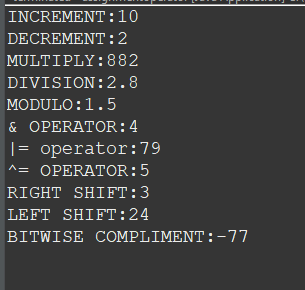 INCREMENT:10
DECREMENT:2
MULTIPLY:882
DIVISION:2.8
MODULO:1.5
& OPERATOR:4
|= operator:79
^= OPERATOR:5
RIGHT SHIFT:3
LEFT SHIFT:24
BITWISE COMPLIMENT:-77